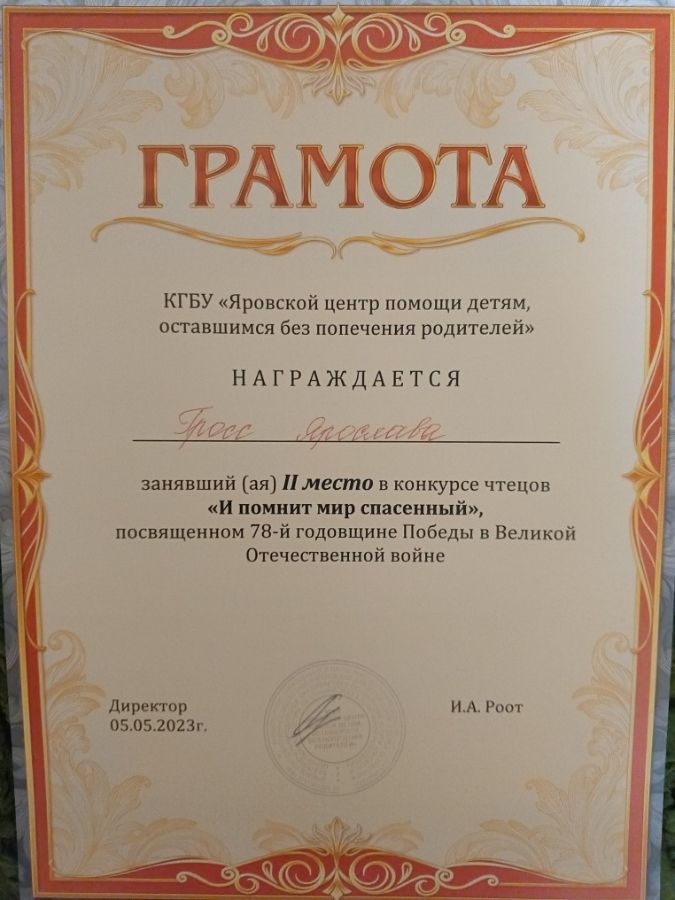 ГРАМОТА
КГБУ «Яровской центр помощи детям,
оставшимся без попечения родителей»
НАГРАЖДАЕТСЯ
Гросс Ярослава
занявший (ая) II место в конкурсе чтецов
«И помнит мир спасенный»,
посвященном 78-й годовщине Победы в Великой
Отечественной войне
Директор
И.А. Роот
05.05.2023г.